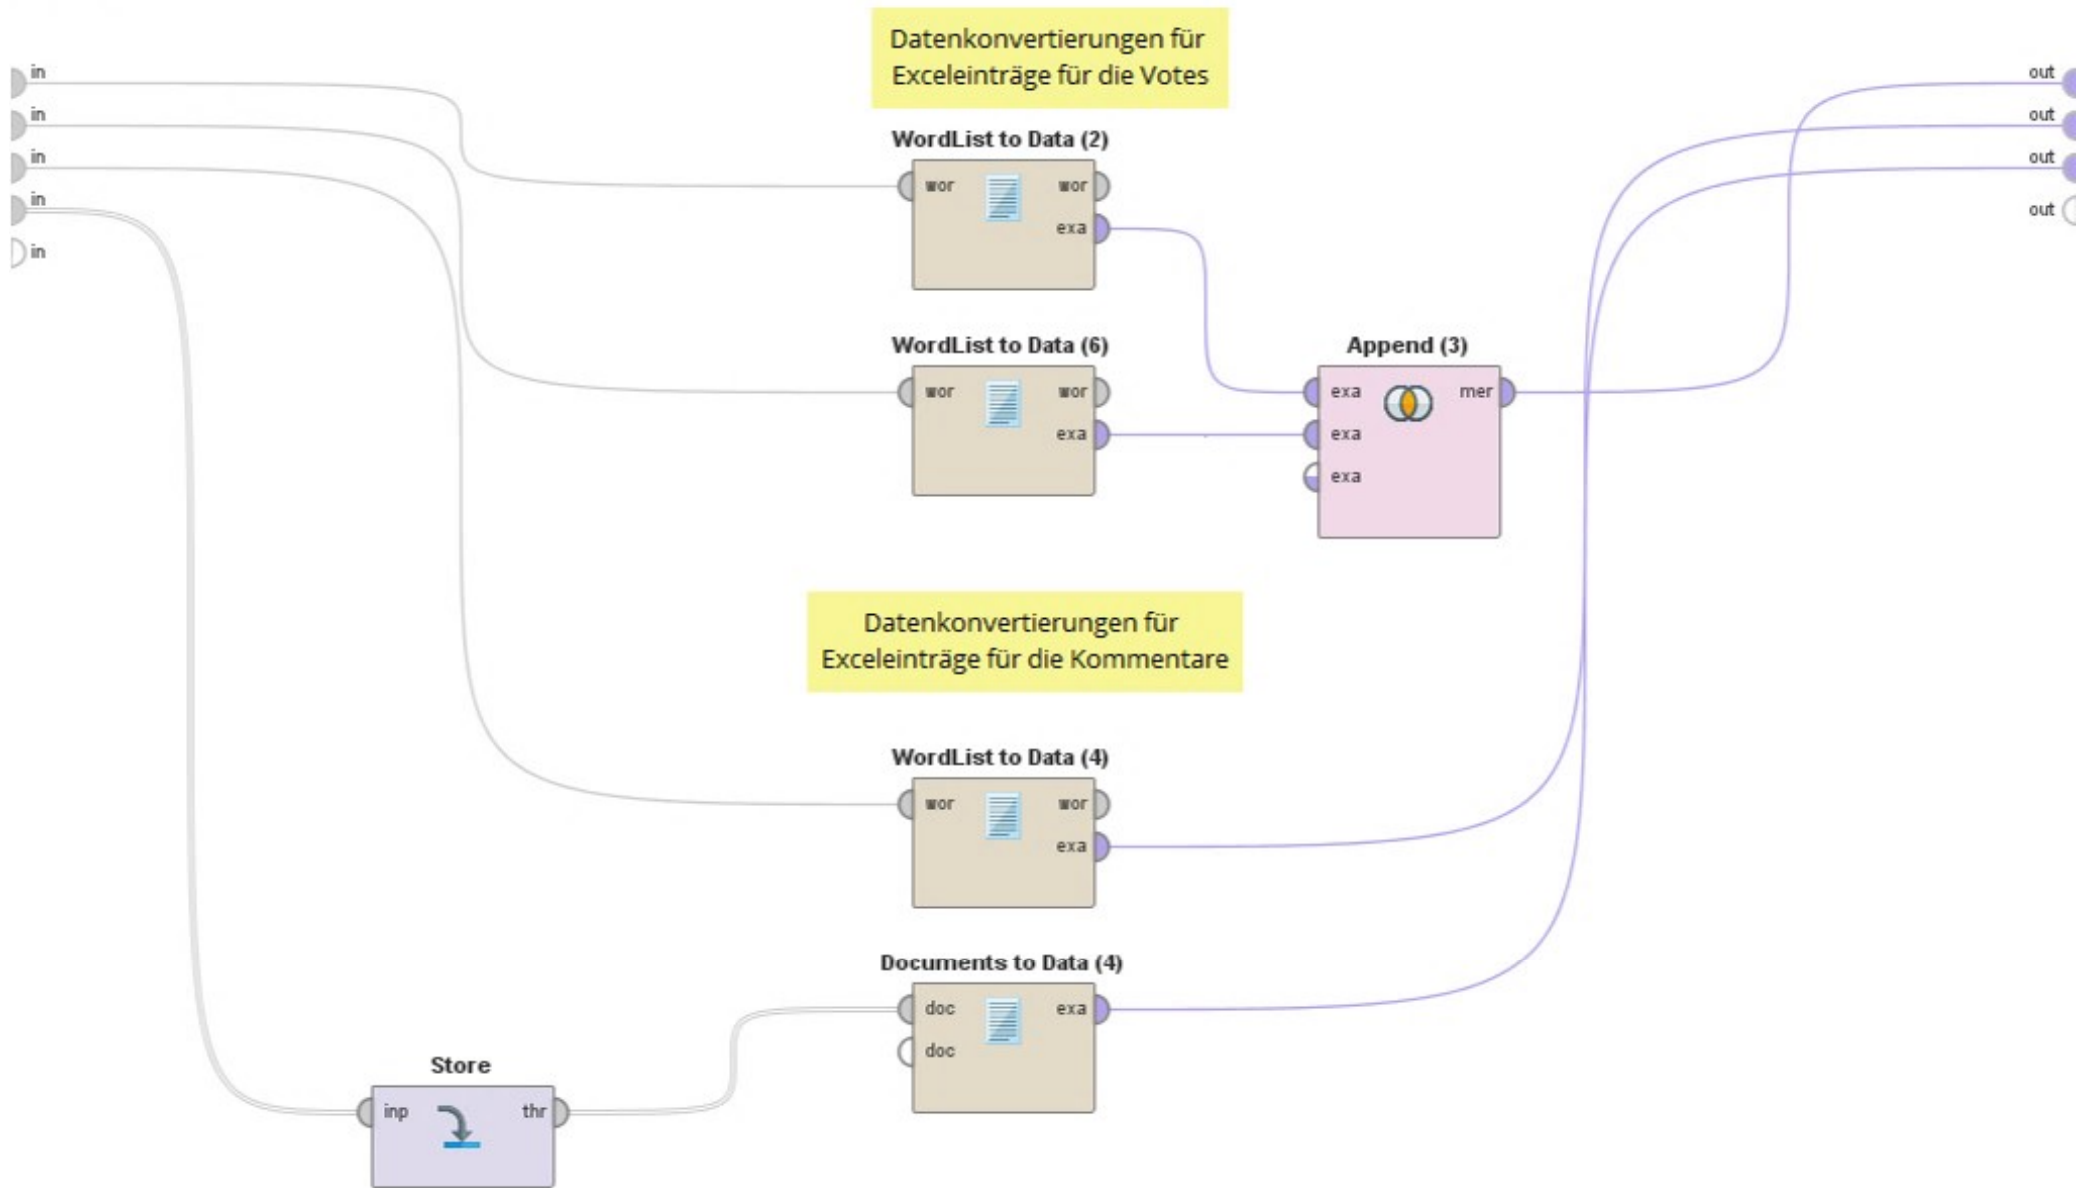 Datenkonvertierungen für
Exceleinträge für die Votes
in
out
in
out
in
out
in
out
in
WordList to Data (2)
wor
wor
exa
WordList to Data (6)
wor
wor
exa
Append (3)
exa
mer
exa
exa
Datenkonvertierungen für
Exceleinträge für die Kommentare
WordList to Data (4)
wor
wor
exa
Documents to Data (4)
doc
exa
doc
Store
inp
thr